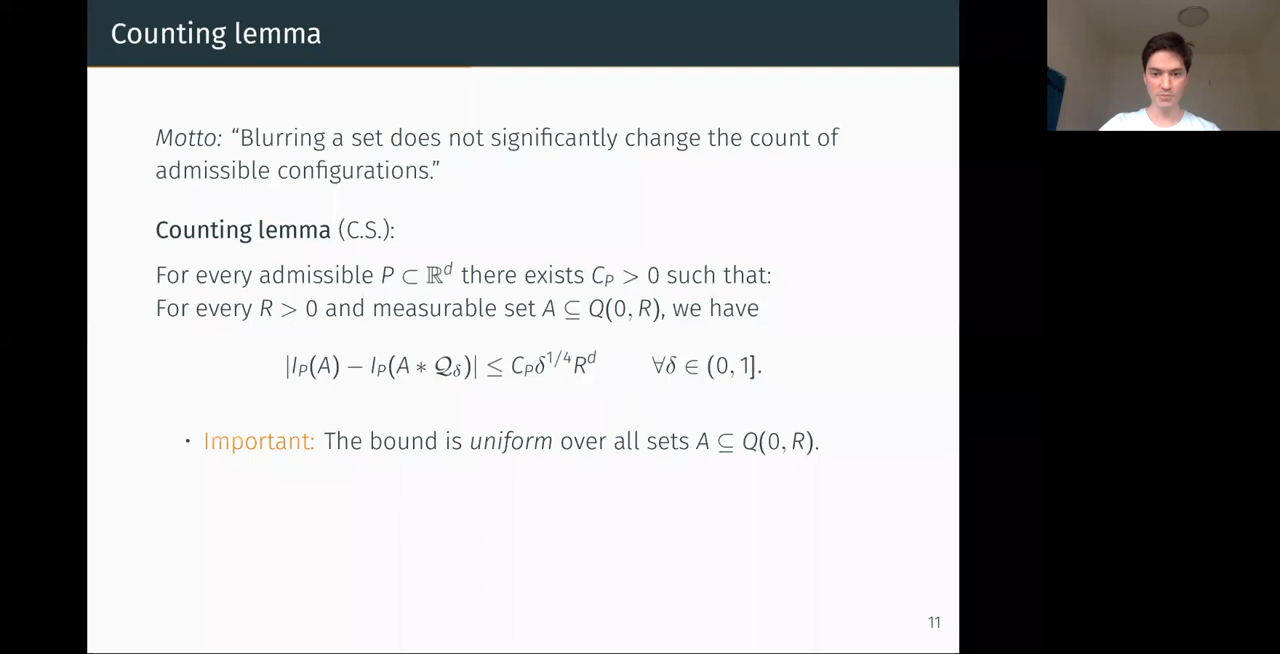 Counting lemma
Motto: “Blurring a set does not significantly change the count of
admissible configurations.”
Counting lemma (C.S.):
For every admissible P ⊂ ℝᵈ there exists C_P > 0 such that:
For every R > 0 and measurable set A ⊆ Q(0, R), we have
|I_P(A) − I_P(A ∗ 𝒬_δ)| ≤ C_P δ^{1/4} R^d ∀δ ∈ (0, 1].
· Important: The bound is uniform over all sets A ⊆ Q(0, R).
11